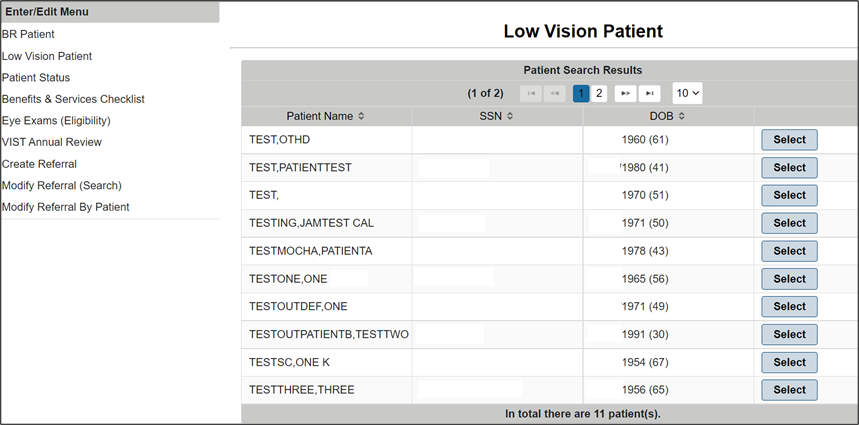 Enter/Edit Menu
BR Patient
Low Vision Patient
Patient Status
Benefits & Services Checklist
Eye Exams (Eligibility)
VIST Annual Review
Create Referral
Modify Referral (Search)
Modify Referral By Patient
Low Vision Patient
Patient Search Results
(1 of 2) 1 2 10
Patient Name SSN DOB
TEST,OTHD 1960 (61) Select
TEST,PATIENTTEST /1980 (41) Select
TEST, 1970 (51) Select
TESTING,JAMTEST CAL 1971 (50) Select
TESTMOCHA,PATIENTA 1978 (43) Select
TESTONE,ONE 1965 (56) Select
TESTOUTDEF,ONE 1971 (49) Select
TESTOUTPATIENTB,TESTTWO 1991 (30) Select
TESTSC,ONE K 1954 (67) Select
TESTTHREE,THREE 1956 (65) Select
In total there are 11 patient(s).